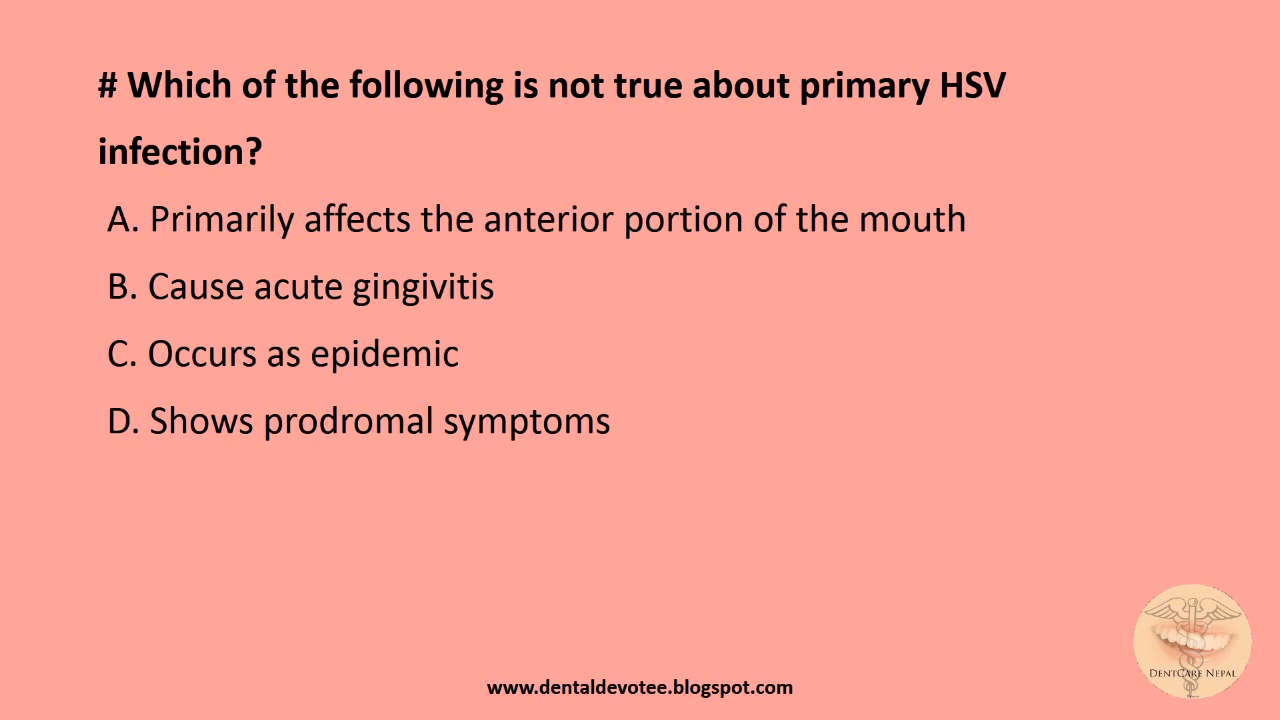 # Which of the following is not true about primary HSV
infection?
A. Primarily affects the anterior portion of the mouth
B. Cause acute gingivitis
C. Occurs as epidemic
D. Shows prodromal symptoms
DentCare Nepal
www.dentaldevotee.blogspot.com